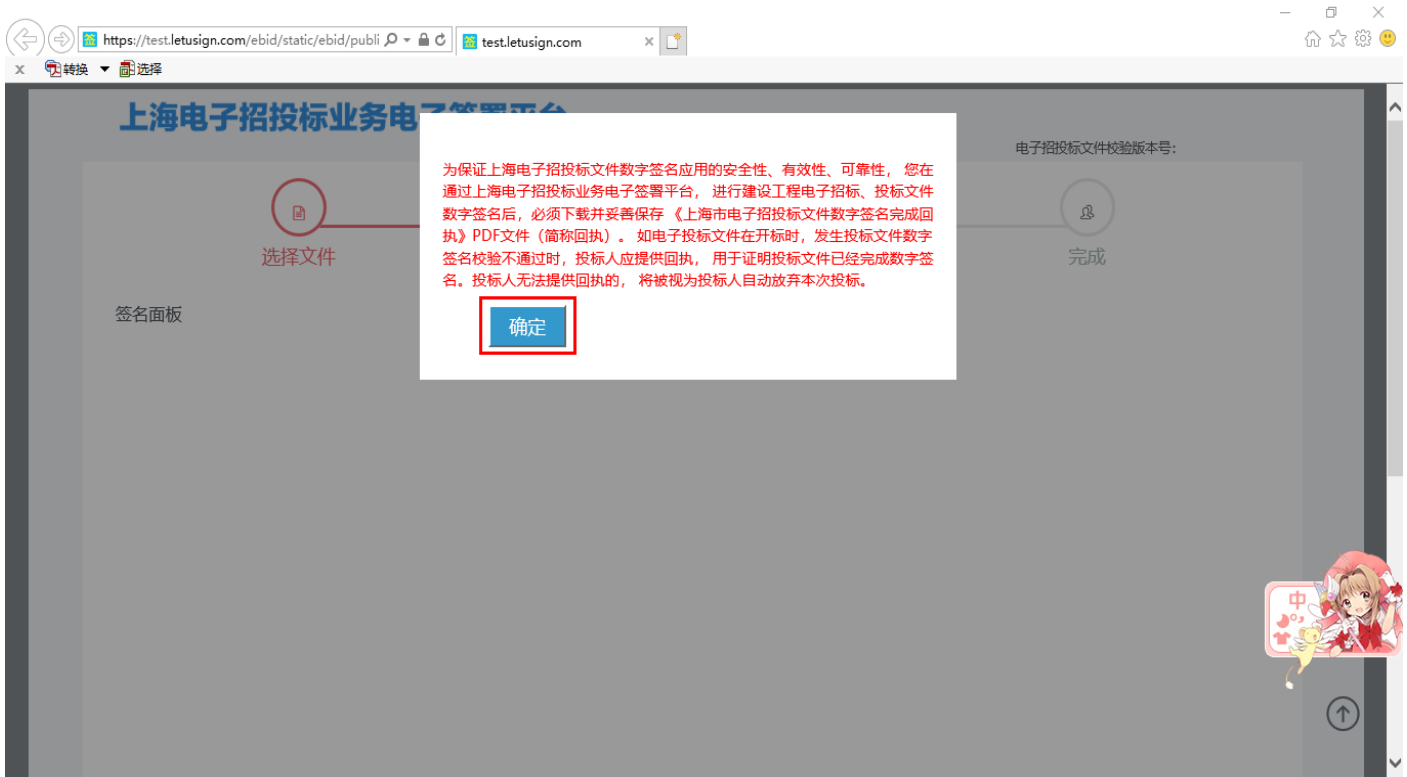 https://test.letusign.com/ebid/static/ebid/publi
test.letusign.com
x 转换 选择
上海电子招投标业务电
电子招投标文件校验版本号：
为保证上海电子招投标文件数字签名应用的安全性、有效性、可靠性， 您在
通过上海电子招投标业务电子签署平台， 进行建设工程电子招标、投标文件
数字签名后，必须下载并妥善保存 《上海市电子招投标文件数字签名完成回
执》PDF文件（简称回执）。 如电子投标文件在开标时，发生投标文件数字
签名校验不通过时，投标人应提供回执， 用于证明投标文件已经完成数字签
名。投标人无法提供回执的， 将被视为投标人自动放弃本次投标。
确定
选择文件
完成
签名面板
中